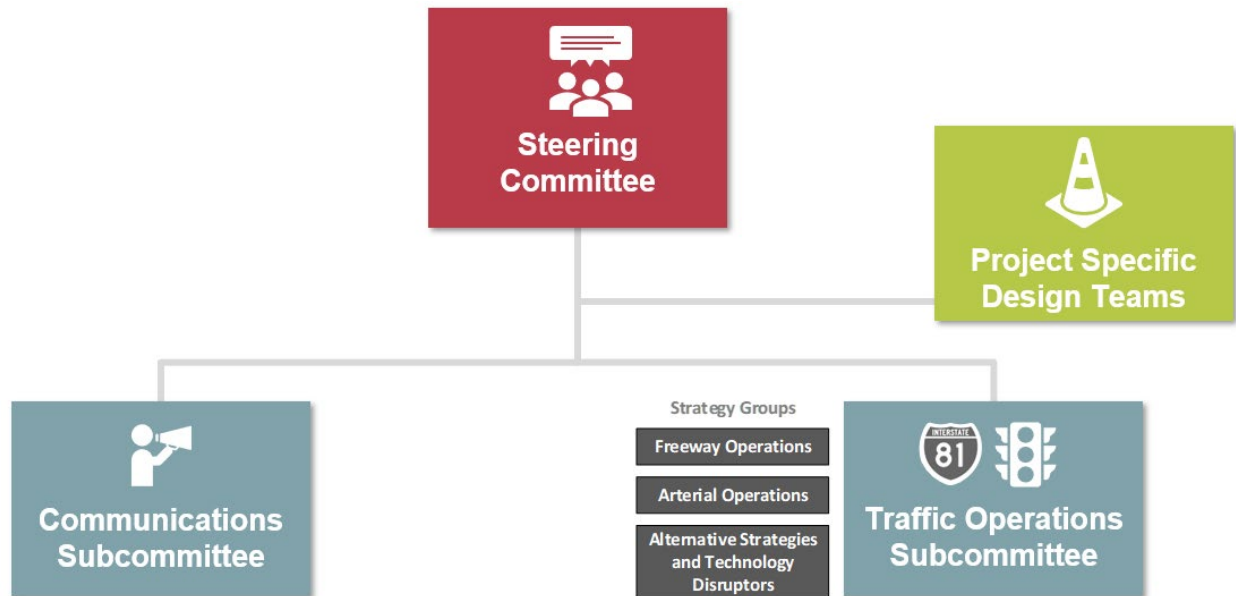 Steering
Committee
Project Specific
Design Teams
Communications
Subcommittee
Strategy Groups
Freeway Operations
Arterial Operations
Alternative Strategies
and Technology
Disruptors
INTERSTATE
81
Traffic Operations
Subcommittee